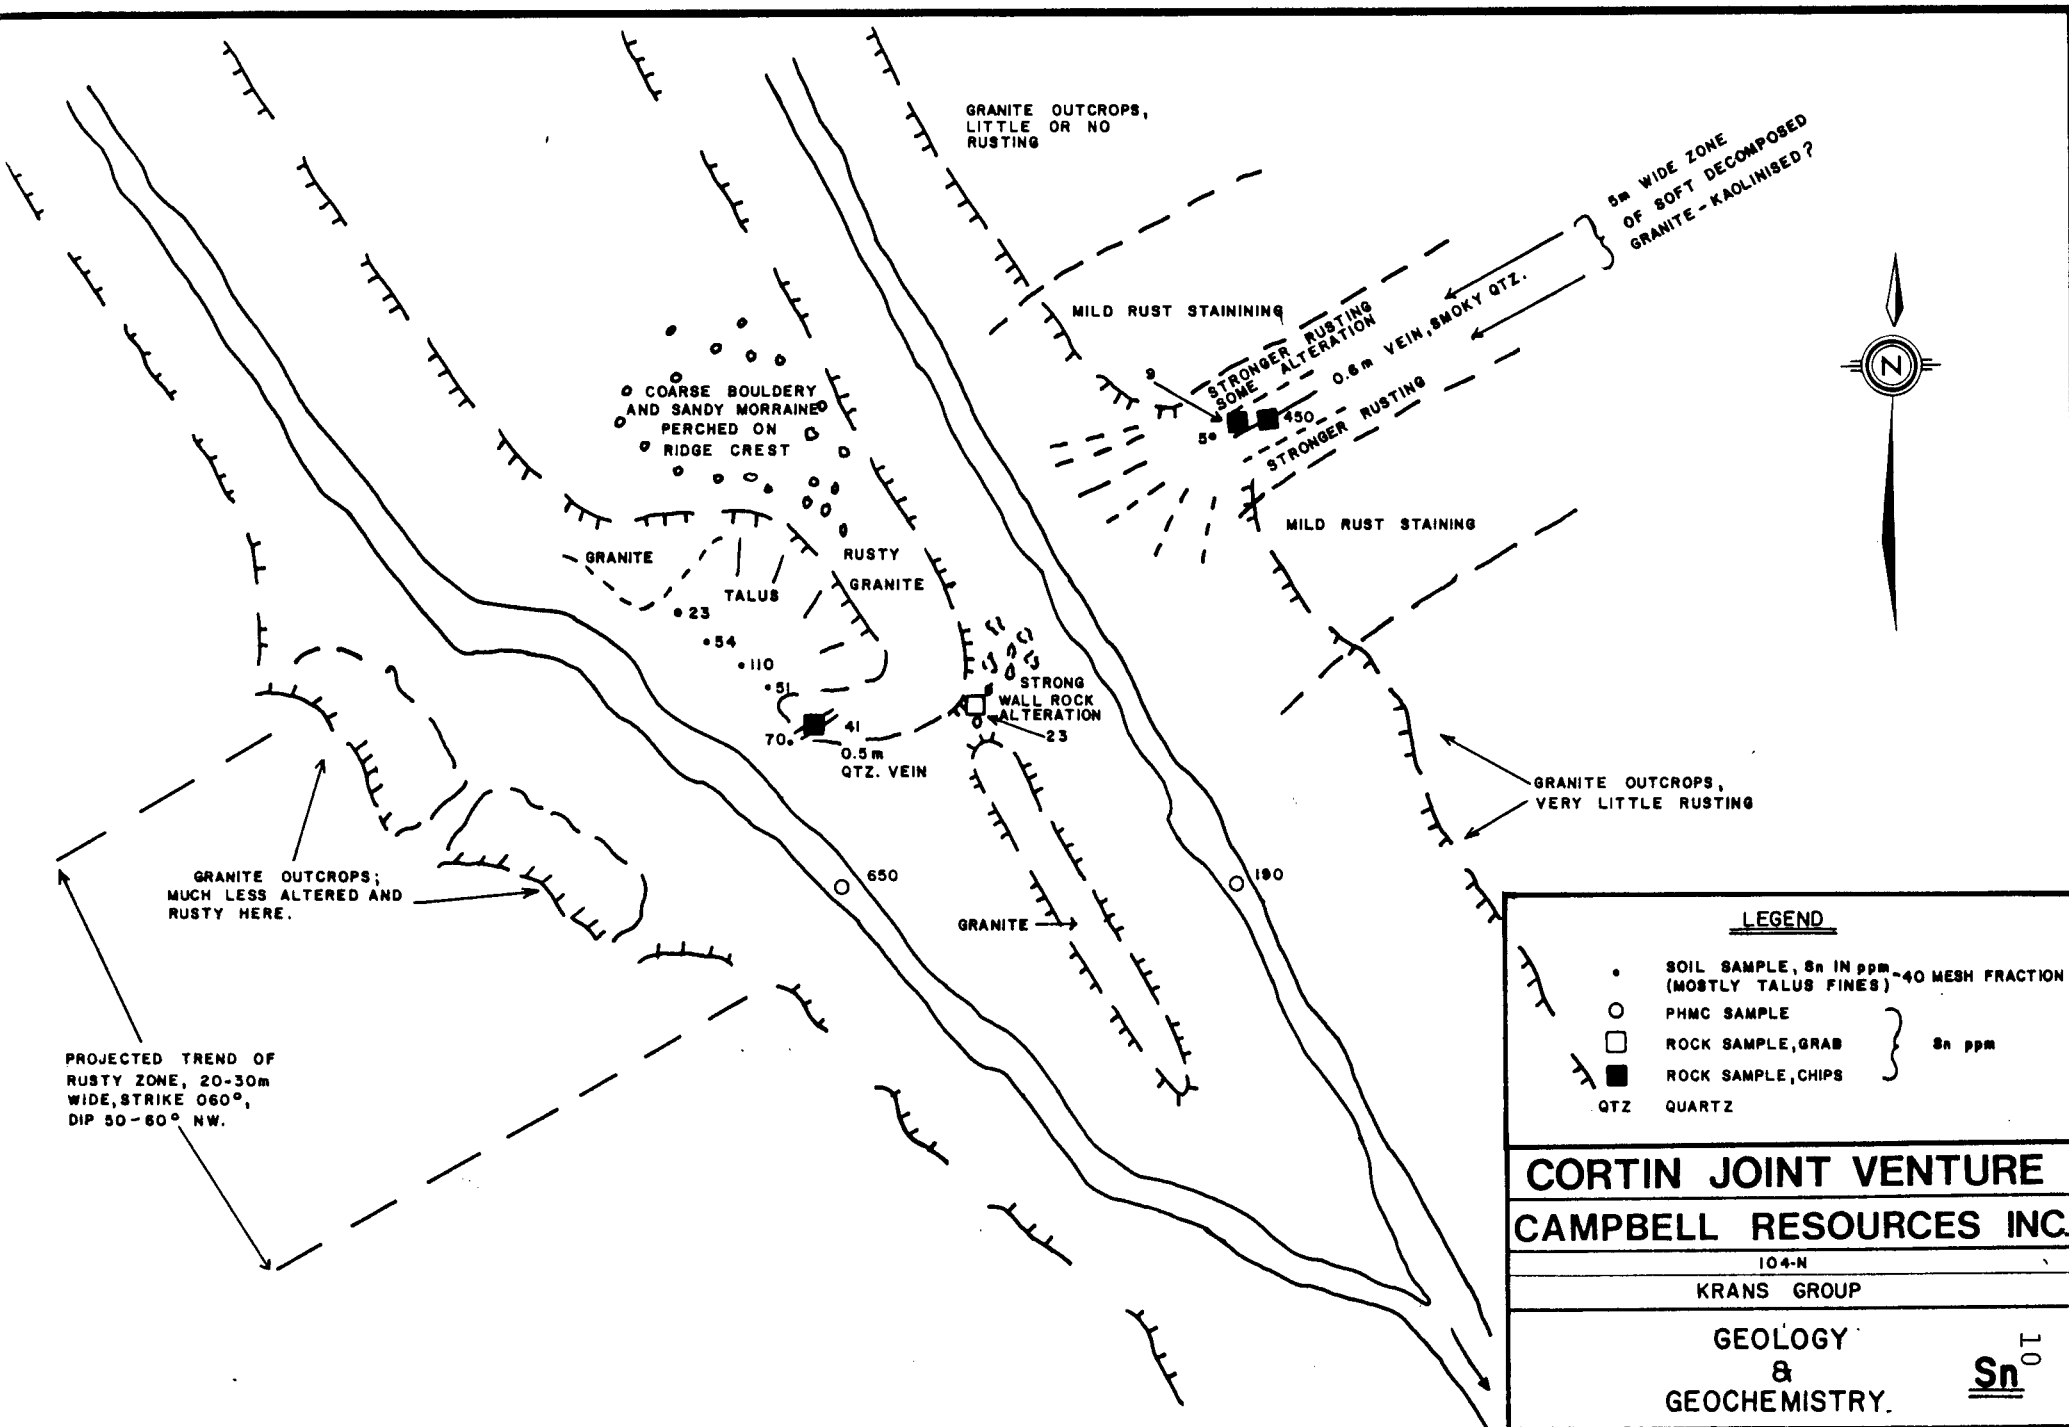 GRANITE OUTCROPS,
LITTLE OR NO
RUSTING
5m WIDE ZONE
OF SOFT DECOMPOSED
GRANITE - KAOLINISED?
MILD RUST STAINING
STRONGER RUSTING
SOME ALTERATION
0.6m VEIN, SMOKY QTZ.
9
5
450
STRONGER RUSTING
MILD RUST STAINING
N
COARSE BOULDERY
AND SANDY MORRAINE
PERCHED ON
RIDGE CREST
GRANITE
RUSTY
GRANITE
TALUS
23
54
110
51
41
70
0.5m
QTZ. VEIN
STRONG
WALL ROCK
ALTERATION
23
GRANITE OUTCROPS,
VERY LITTLE RUSTING
GRANITE OUTCROPS;
MUCH LESS ALTERED AND
RUSTY HERE.
650
190
GRANITE
PROJECTED TREND OF
RUSTY ZONE, 20-30m
WIDE, STRIKE 060°,
DIP 50-60° NW.
LEGEND
SOIL SAMPLE, Sn IN ppm -40 MESH FRACTION
(MOSTLY TALUS FINES)
PHMC SAMPLE
ROCK SAMPLE, GRAB
Sn ppm
ROCK SAMPLE, CHIPS
QTZ QUARTZ
CORTIN JOINT VENTURE
CAMPBELL RESOURCES INC.
104-N
KRANS GROUP
GEOLOGY
&
GEOCHEMISTRY.
Sn
10